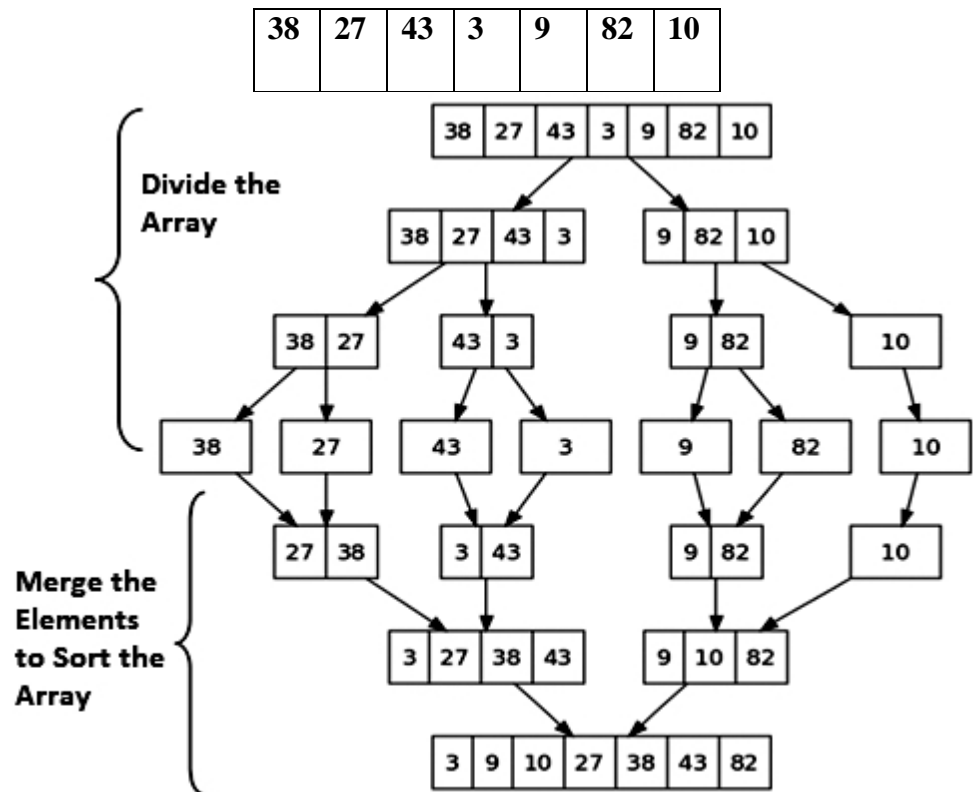 38 27 43 3 9 82 10
38 27 43 3 9 82 10
Divide the
Array
38 27 43 3 9 82 10
38 27 43 3 9 82 10
38 27 43 3 9 82 10
27 38 3 43 9 82 10
Merge the
Elements
to Sort the
Array
3 27 38 43 9 10 82
3 9 10 27 38 43 82